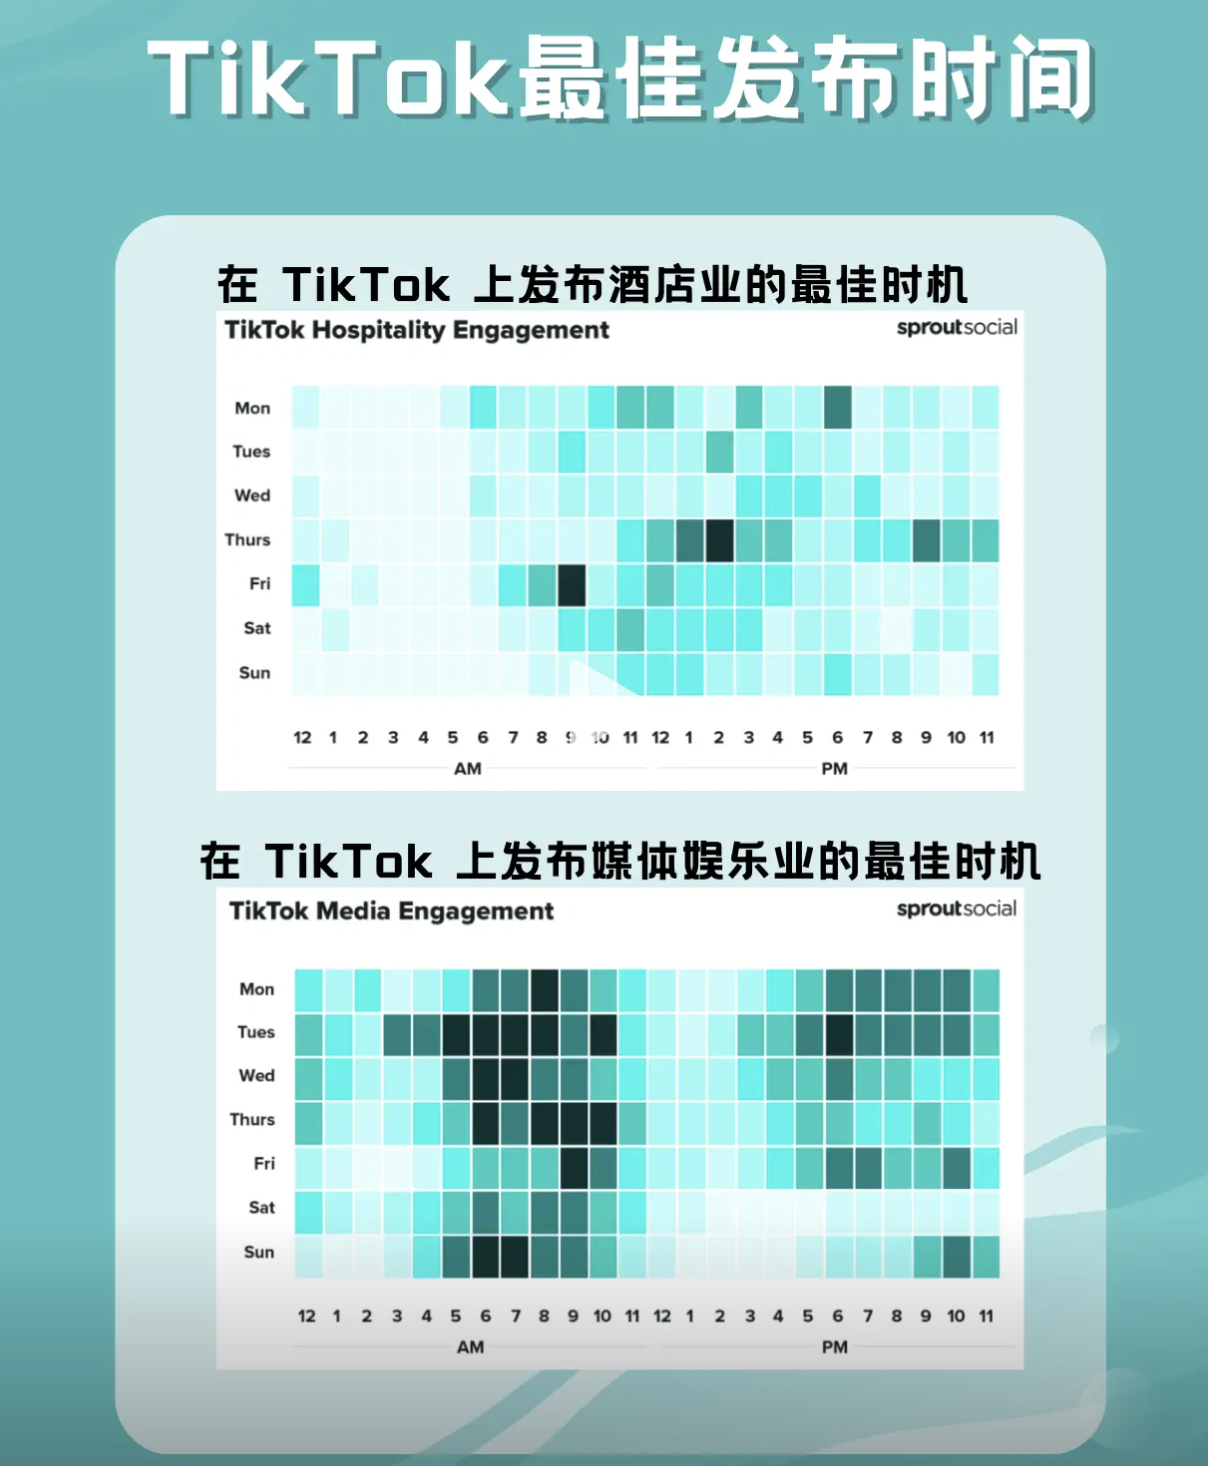 TikTok最佳发布时间
在 TikTok 上发布酒店业的最佳时机
TikTok Hospitality Engagement
sproutsocial
Mon
Tues
Wed
Thurs
Fri
Sat
Sun
12 1 2 3 4 5 6 7 8 9 10 11 12 1 2 3 4 5 6 7 8 9 10 11
AM PM
在 TikTok 上发布媒体娱乐业的最佳时机
TikTok Media Engagement
sproutsocial
Mon
Tues
Wed
Thurs
Fri
Sat
Sun
12 1 2 3 4 5 6 7 8 9 10 11 12 1 2 3 4 5 6 7 8 9 10 11
AM PM